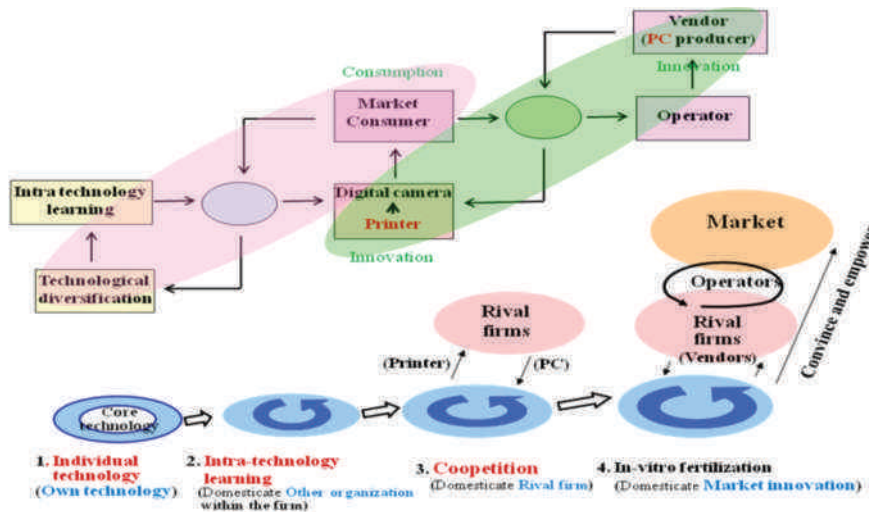 Vendor
(PC producer)
Innovation
Consumption
Market
Consumer
Operator
Intra technology
learning
Digital camera
Printer
Innovation
Technological
diversification
Market
Operators
Rival
firms
(Vendors)
Convince and empower
Rival
firms
(Printer)
(PC)
Core
technology
1. Individual
technology
(Own technology)
2. Intra-technology
learning
(Domesticate Other organization
within the firm)
3. Coopetition
(Domesticate Rival firm)
4. In-vitro fertilization
(Domesticate Market innovation)